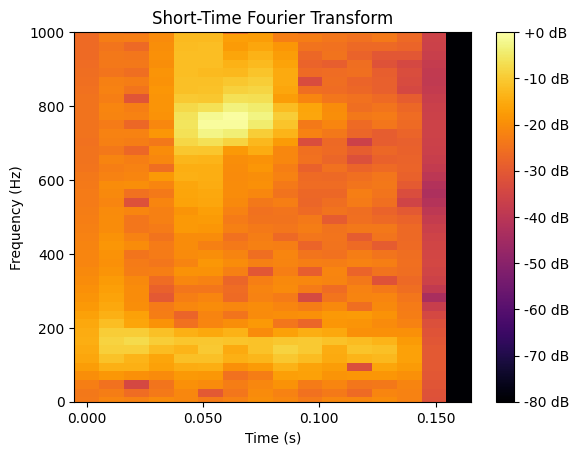 Short-Time Fourier Transform
1000
800
600
400
200
0
Frequency (Hz)
0.000
0.050
0.100
0.150
Time (s)
+0 dB
-10 dB
-20 dB
-30 dB
-40 dB
-50 dB
-60 dB
-70 dB
-80 dB